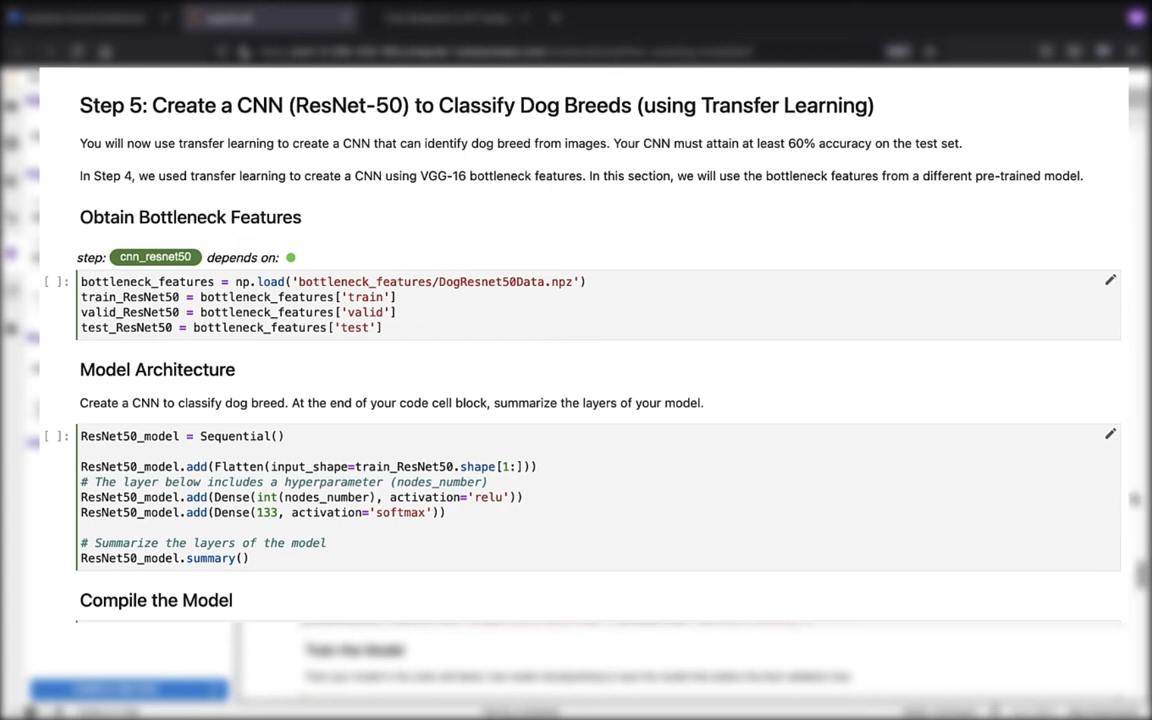 Step 5: Create a CNN (ResNet-50) to Classify Dog Breeds (using Transfer Learning)
You will now use transfer learning to create a CNN that can identify dog breed from images. Your CNN must attain at least 60% accuracy on the test set.
In Step 4, we used transfer learning to create a CNN using VGG-16 bottleneck features. In this section, we will use the bottleneck features from a different pre-trained model.
Obtain Bottleneck Features
step: cnn_resnet50 depends on:
[ ]: bottleneck_features = np.load('bottleneck_features/DogResnet50Data.npz')
train_ResNet50 = bottleneck_features['train']
valid_ResNet50 = bottleneck_features['valid']
test_ResNet50 = bottleneck_features['test']
Model Architecture
Create a CNN to classify dog breed. At the end of your code cell block, summarize the layers of your model.
[ ]: ResNet50_model = Sequential()
ResNet50_model.add(Flatten(input_shape=train_ResNet50.shape[1:]))
# The layer below includes a hyperparameter (nodes_number)
ResNet50_model.add(Dense(int(nodes_number), activation='relu'))
ResNet50_model.add(Dense(133, activation='softmax'))
# Summarize the layers of the model
ResNet50_model.summary()
Compile the Model
Train the Model